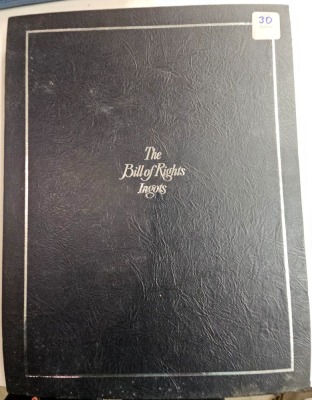 30
The
Bill of Rights
Ingots